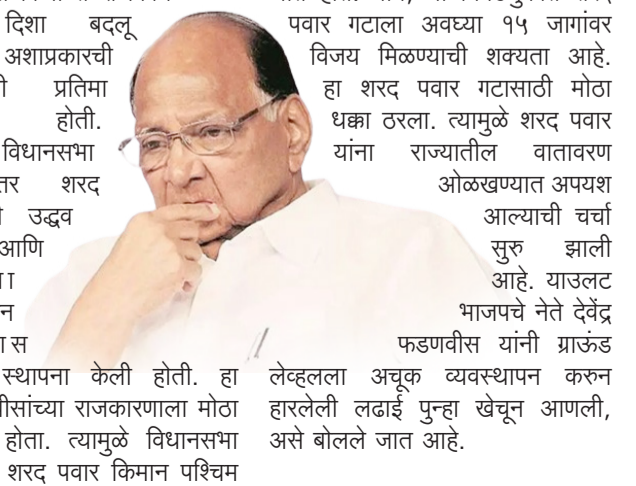 दिशा बदलू
अशाप्रकारची
प्रतिमा
होती.
विधानसभा
शरद
उद्धव
आणि
स्थापना केली होती. हा
राजकारणाला मोठा
होता. त्यामुळे विधानसभा
शरद पवार किमान पश्चिम
पवार गटाला अवघ्या १५ जागांवर
विजय मिळण्याची शक्यता आहे.
हा शरद पवार गटासाठी मोठा
धक्का ठरला. त्यामुळे शरद पवार
यांना राज्यातील वातावरण
ओळखण्यात अपयश
आल्याची चर्चा
सुरु झाली
आहे. याउलट
भाजपचे नेते देवेंद्र
फडणवीस यांनी ग्राऊंड
लेव्हलला अचूक व्यवस्थापन करुन
हारलेली लढाई पुन्हा खेचून आणली,
असे बोलले जात आहे.